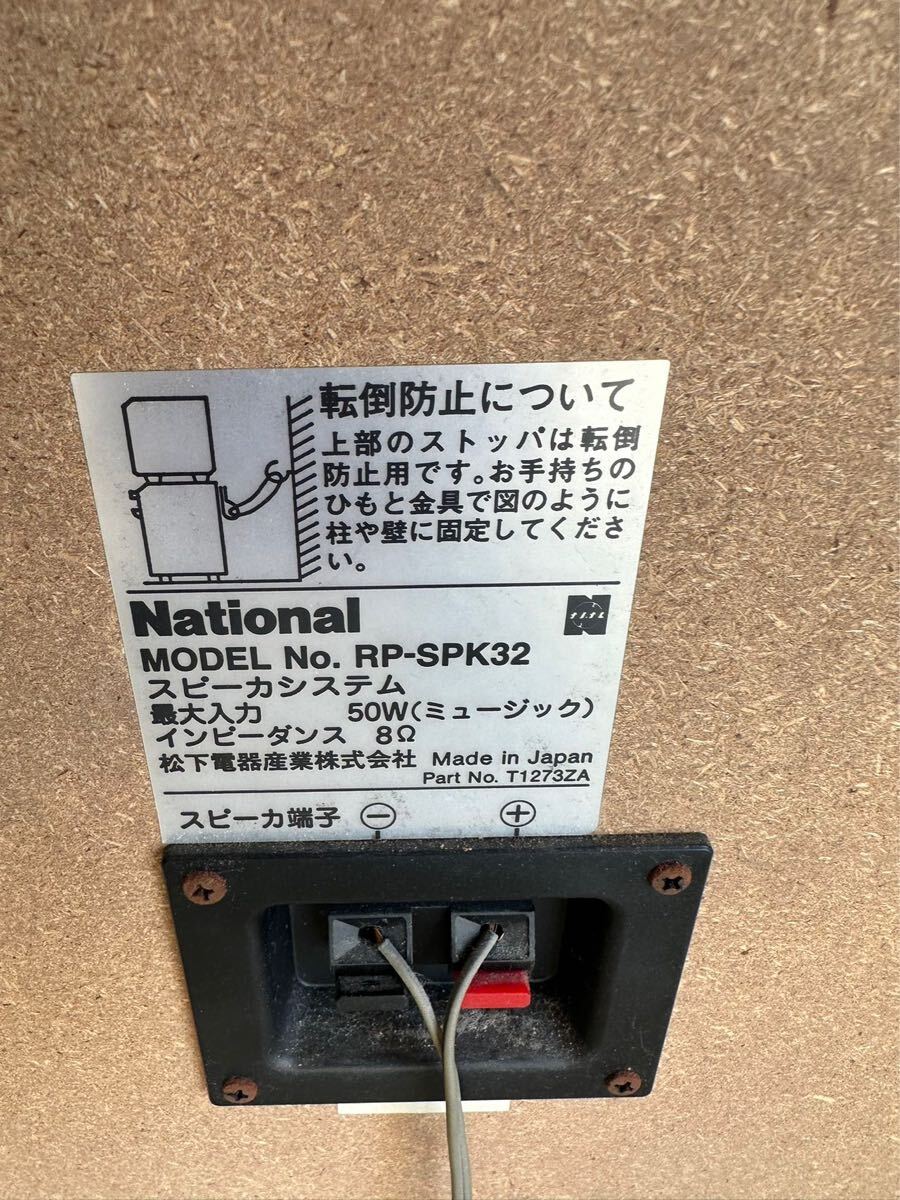 転倒防止について
上部のストッパは転倒
防止用です。お手持ちの
ひもと金具で図のように
柱や壁に固定してくださ
い。
National
ナショナル
MODEL No. RP-SPK32
スピーカシステム
最大入力 50W(ミュージック)
インピーダンス 8Ω
松下電器産業株式会社 Made in Japan
Part No. T1273ZA
スピーカ端子 ⊖ ⊕